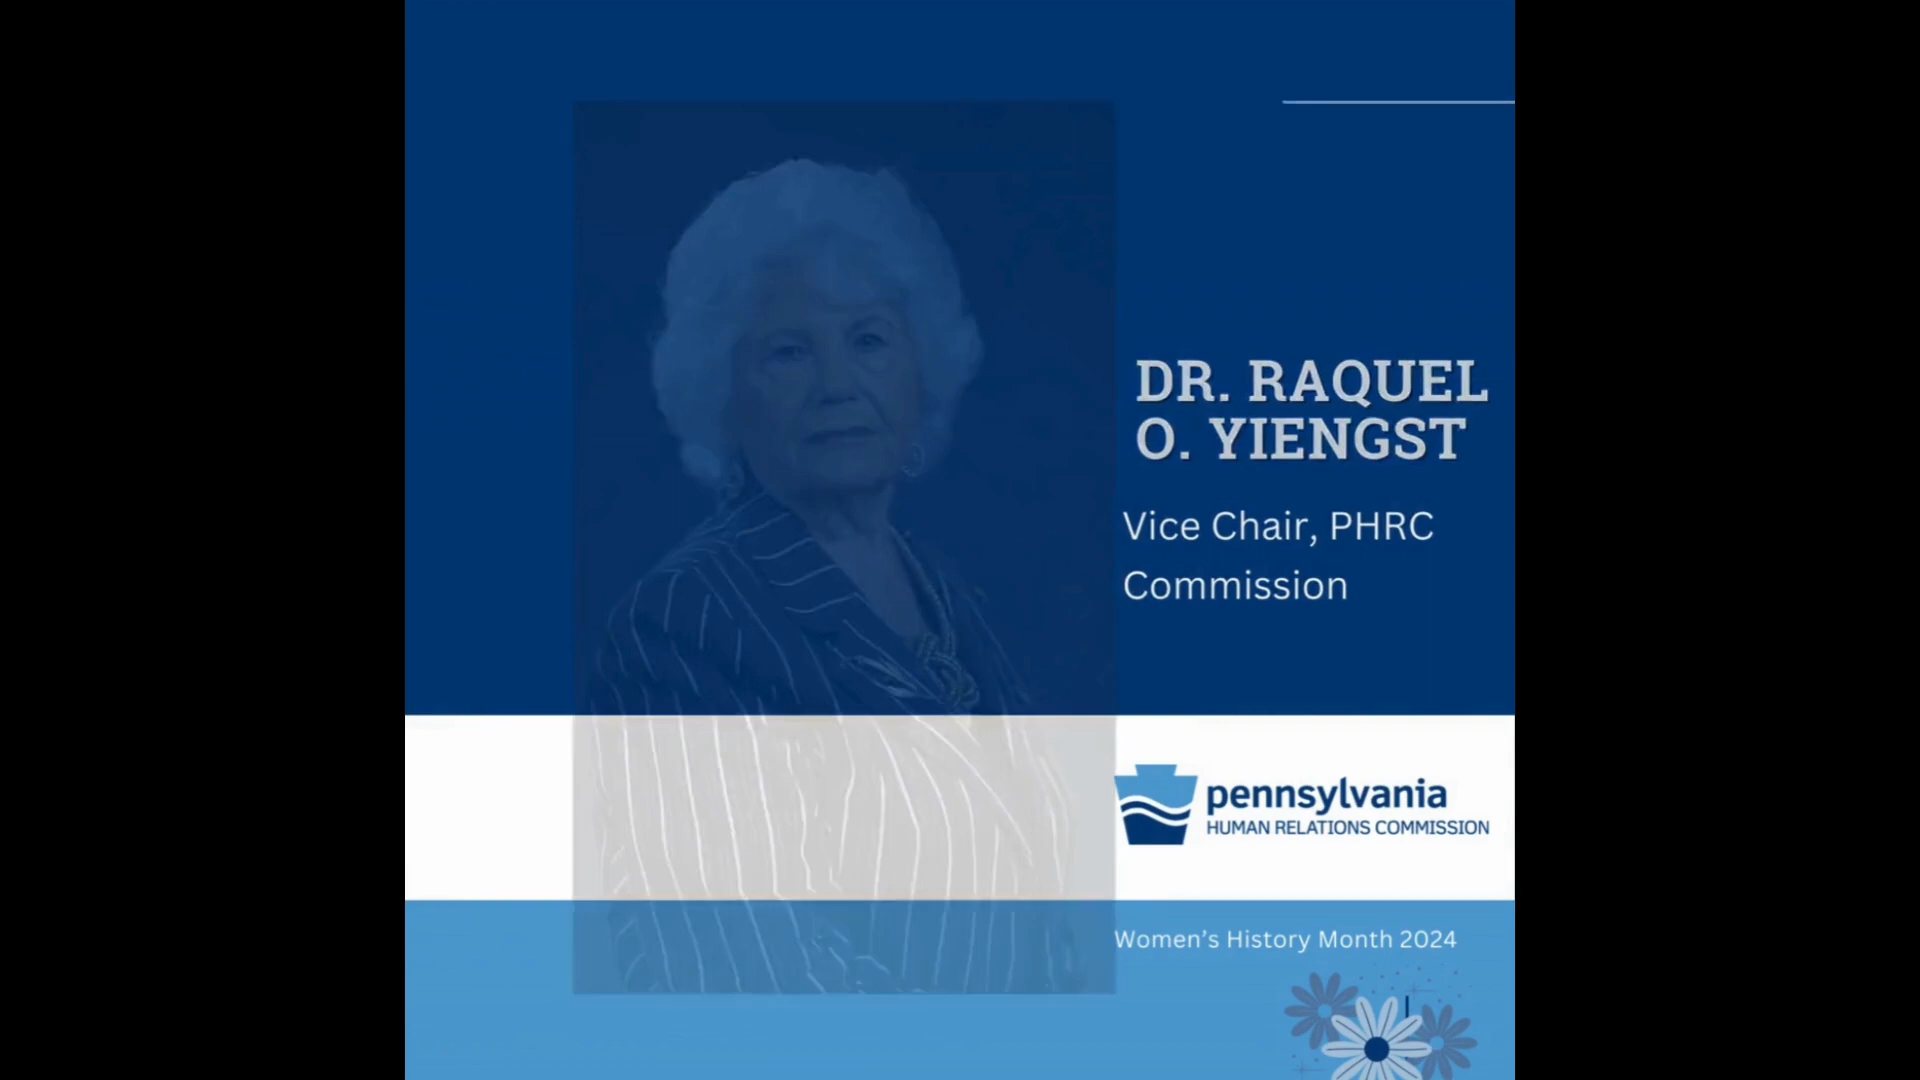 DR. RAQUEL
O. YIENGST
Vice Chair, PHRC
Commission
pennsylvania
HUMAN RELATIONS COMMISSION
Women’s History Month 2024